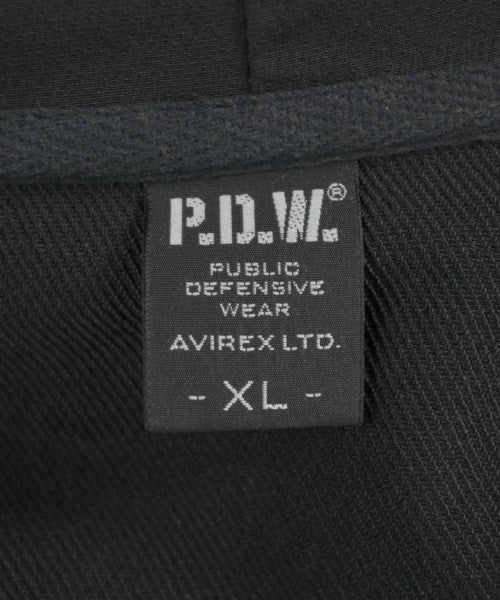 P.D.W.®
PUBLIC
DEFENSIVE
WEAR
AVIREX LTD.
- XL -